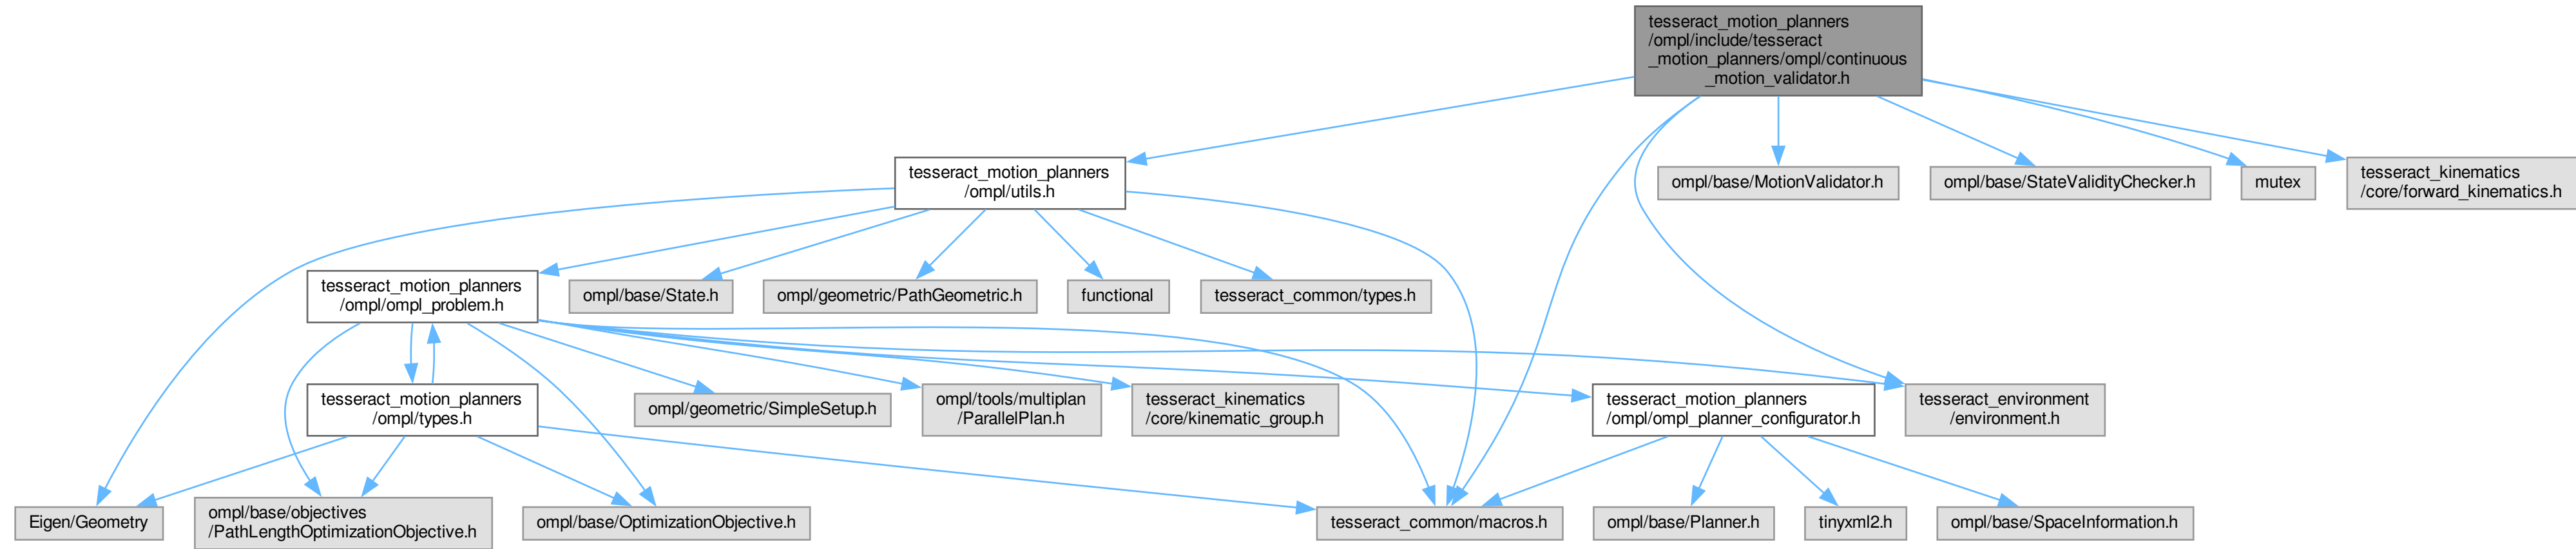 tesseract_motion_planners
/ompl/include/tesseract
_motion_planners/ompl/continuous
_motion_validator.h
tesseract_motion_planners
/ompl/utils.h
ompl/base/MotionValidator.h
ompl/base/StateValidityChecker.h
mutex
tesseract_kinematics
/core/forward_kinematics.h
tesseract_motion_planners
/ompl/ompl_problem.h
ompl/base/State.h
ompl/geometric/PathGeometric.h
functional
tesseract_common/types.h
tesseract_motion_planners
/ompl/types.h
ompl/geometric/SimpleSetup.h
ompl/tools/multiplan
/ParallelPlan.h
tesseract_kinematics
/core/kinematic_group.h
tesseract_motion_planners
/ompl/ompl_planner_configurator.h
tesseract_environment
/environment.h
Eigen/Geometry
ompl/base/objectives
/PathLengthOptimizationObjective.h
ompl/base/OptimizationObjective.h
tesseract_common/macros.h
ompl/base/Planner.h
tinyxml2.h
ompl/base/SpaceInformation.h